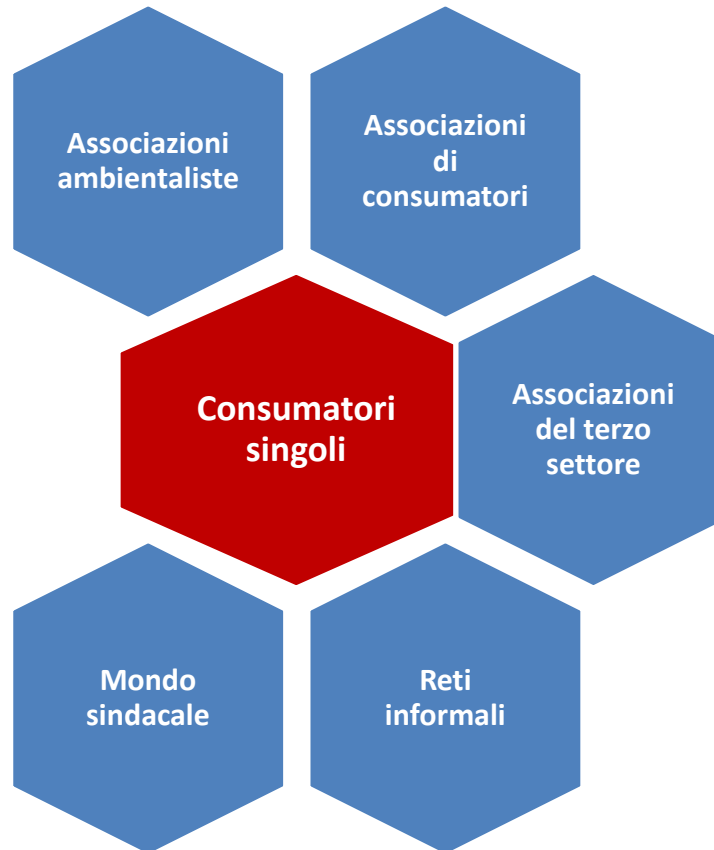 Associazioni
ambientaliste
Associazioni
di
consumatori
Consumatori
singoli
Associazioni
del terzo
settore
Mondo
sindacale
Reti
informali